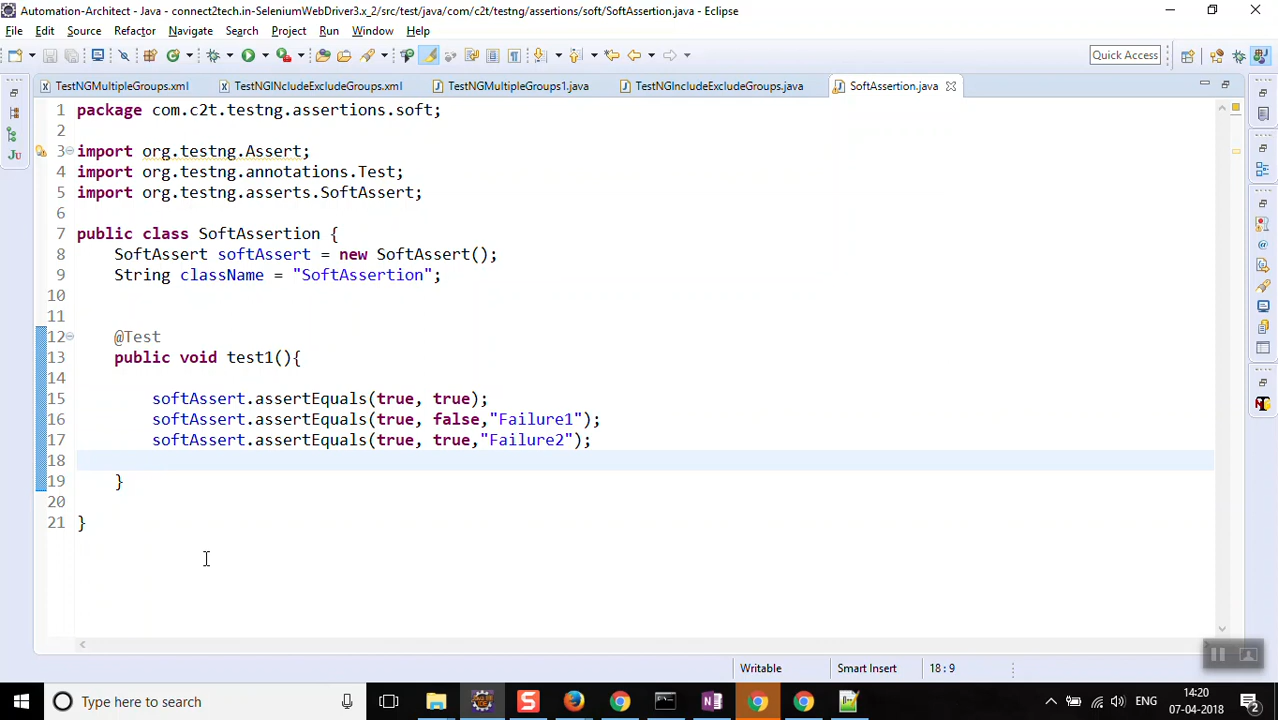 Automation-Architect - Java - connect2tech.in-SeleniumWebDriver3.x_2/src/test/java/com/c2t/testng/assertions/soft/SoftAssertion.java - Eclipse
File Edit Source Refactor Navigate Search Project Run Window Help
Quick Access
TestNGMultipleGroups.xml TestNGINcludeExcludeGroups.xml TestNGMultipleGroups1.java TestNGIncludeExcludeGroups.java SoftAssertion.java
1 package com.c2t.testng.assertions.soft;
2
3 import org.testng.Assert;
4 import org.testng.annotations.Test;
5 import org.testng.asserts.SoftAssert;
6
7 public class SoftAssertion {
8 SoftAssert softAssert = new SoftAssert();
9 String className = "SoftAssertion";
10
11
12 @Test
13 public void test1(){
14
15 softAssert.assertEquals(true, true);
16 softAssert.assertEquals(true, false,"Failure1");
17 softAssert.assertEquals(true, true,"Failure2");
18
19 }
20
21 }
Writable Smart Insert 18:9
Type here to search
ENG
14:20
07-04-2018
2